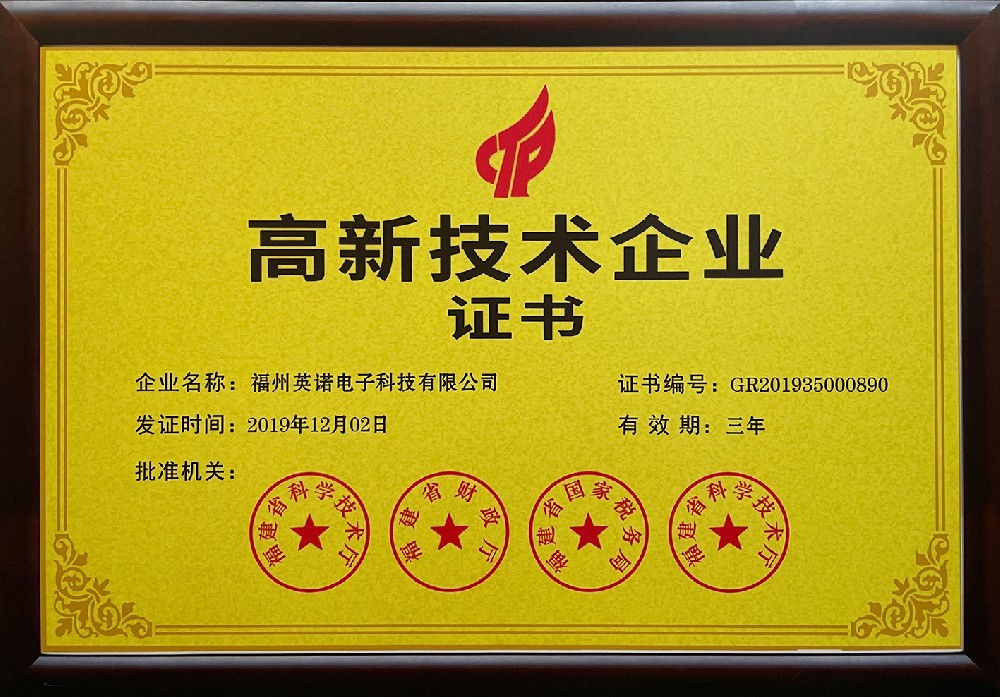 CTP
高新技术企业
证书
企业名称：福州英诺电子科技有限公司
证书编号：GR201935000890
发证时间：2019年12月02日
有 效 期：三年
批准机关：
福建省科学技术厅
福建省财政厅
福建省国家税务局
福建省科学技术厅